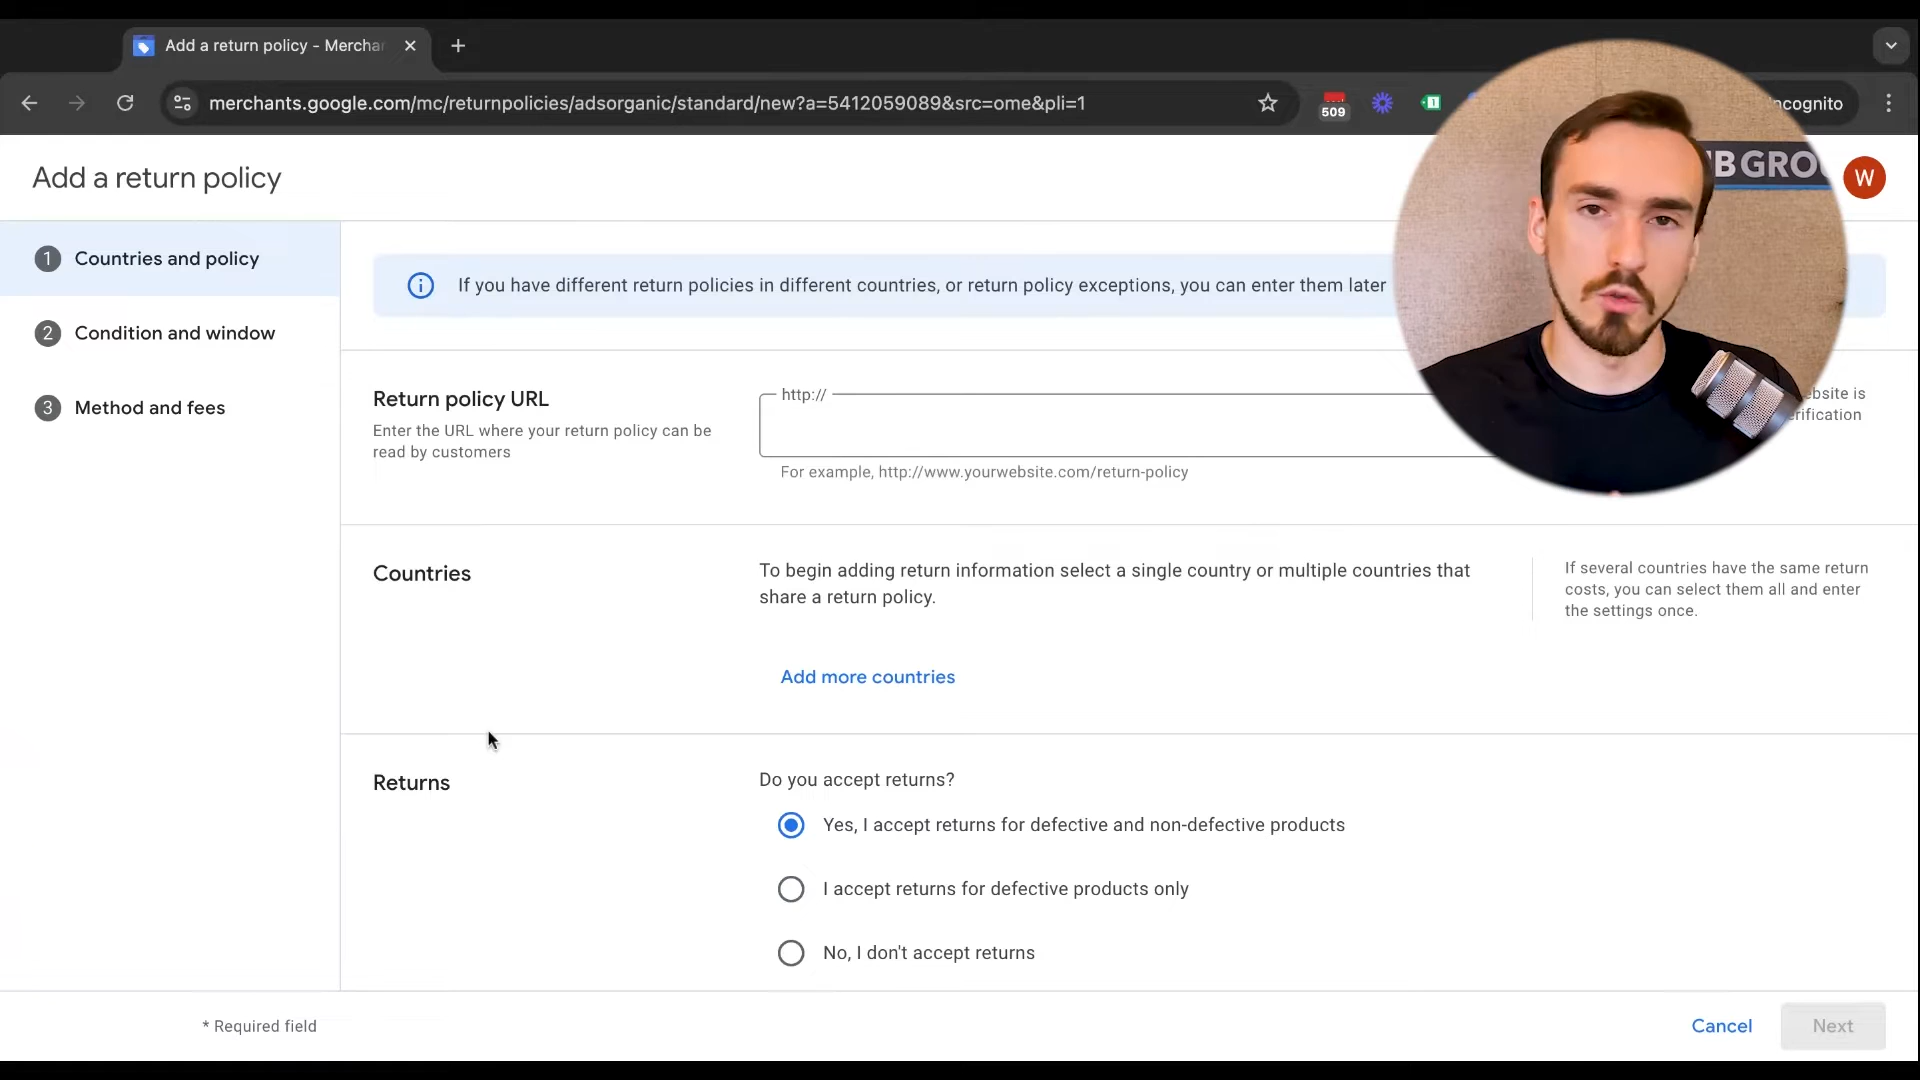 Add a return policy - Mercha
merchants.google.com/mc/returnpolicies/adsorganic/standard/new?a=5412059089&src=ome&pli=1
509
1
Incognito
Add a return policy
B GRO
W
1 Countries and policy
2 Condition and window
3 Method and fees
If you have different return policies in different countries, or return policy exceptions, you can enter them later
Return policy URL
Enter the URL where your return policy can be
read by customers
http://
For example, http://www.yourwebsite.com/return-policy
ebsite is
erification
Countries
To begin adding return information select a single country or multiple countries that
share a return policy.
Add more countries
If several countries have the same return
costs, you can select them all and enter
the settings once.
Returns
Do you accept returns?
Yes, I accept returns for defective and non-defective products
I accept returns for defective products only
No, I don't accept returns
* Required field
Cancel
Next